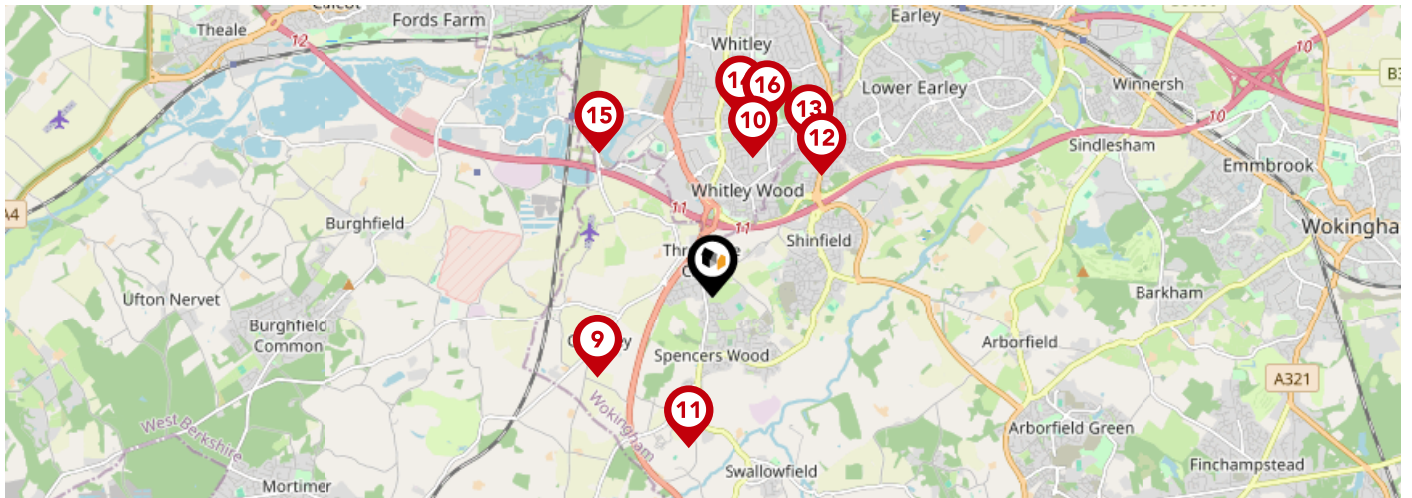 Theale
Fords Farm
Earley
12
Whitley
10
16
Lower Earley
Winnersh
15
13
10
10
12
Sindlesham
Emmbrook
Whitley Wood
A4
11
Burghfield
11
Shinfield
Ufton Nervet
Barkham
Burghfield
Common
9
Spencers Wood
Arborfield
A321
11
West Berkshire
Wokingham
Arborfield Green
Mortimer
Swallowfield
Finchampstead